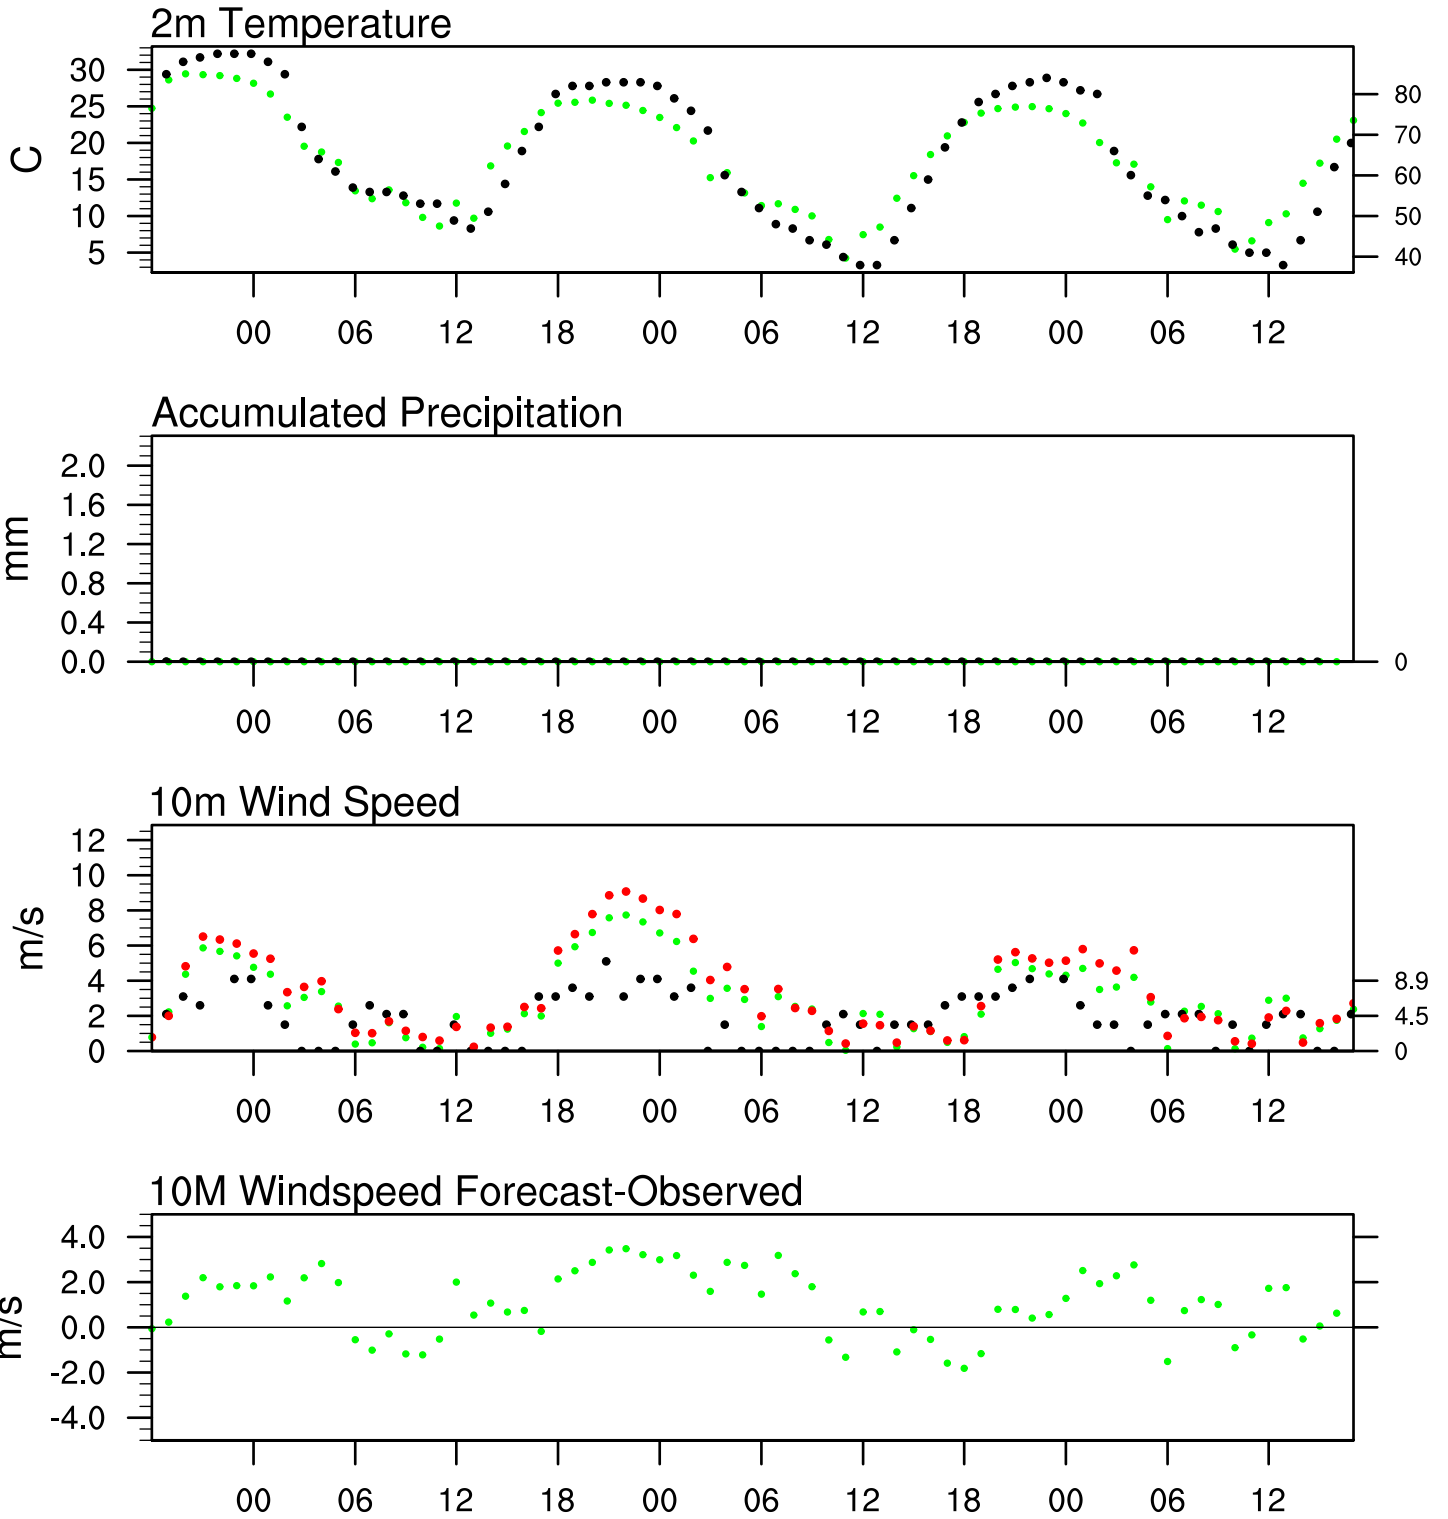 2m Temperature
30
25
20
15
10
5
C
80
70
60
50
40
00 06 12 18 00 06 12 18 00 06 12
Accumulated Precipitation
2.0
1.6
1.2
0.8
0.4
0.0
mm
0
00 06 12 18 00 06 12 18 00 06 12
10m Wind Speed
12
10
8
6
4
2
0
m/s
8.9
4.5
0
00 06 12 18 00 06 12 18 00 06 12
10M Windspeed Forecast-Observed
4.0
2.0
0.0
-2.0
-4.0
m/s
00 06 12 18 00 06 12 18 00 06 12